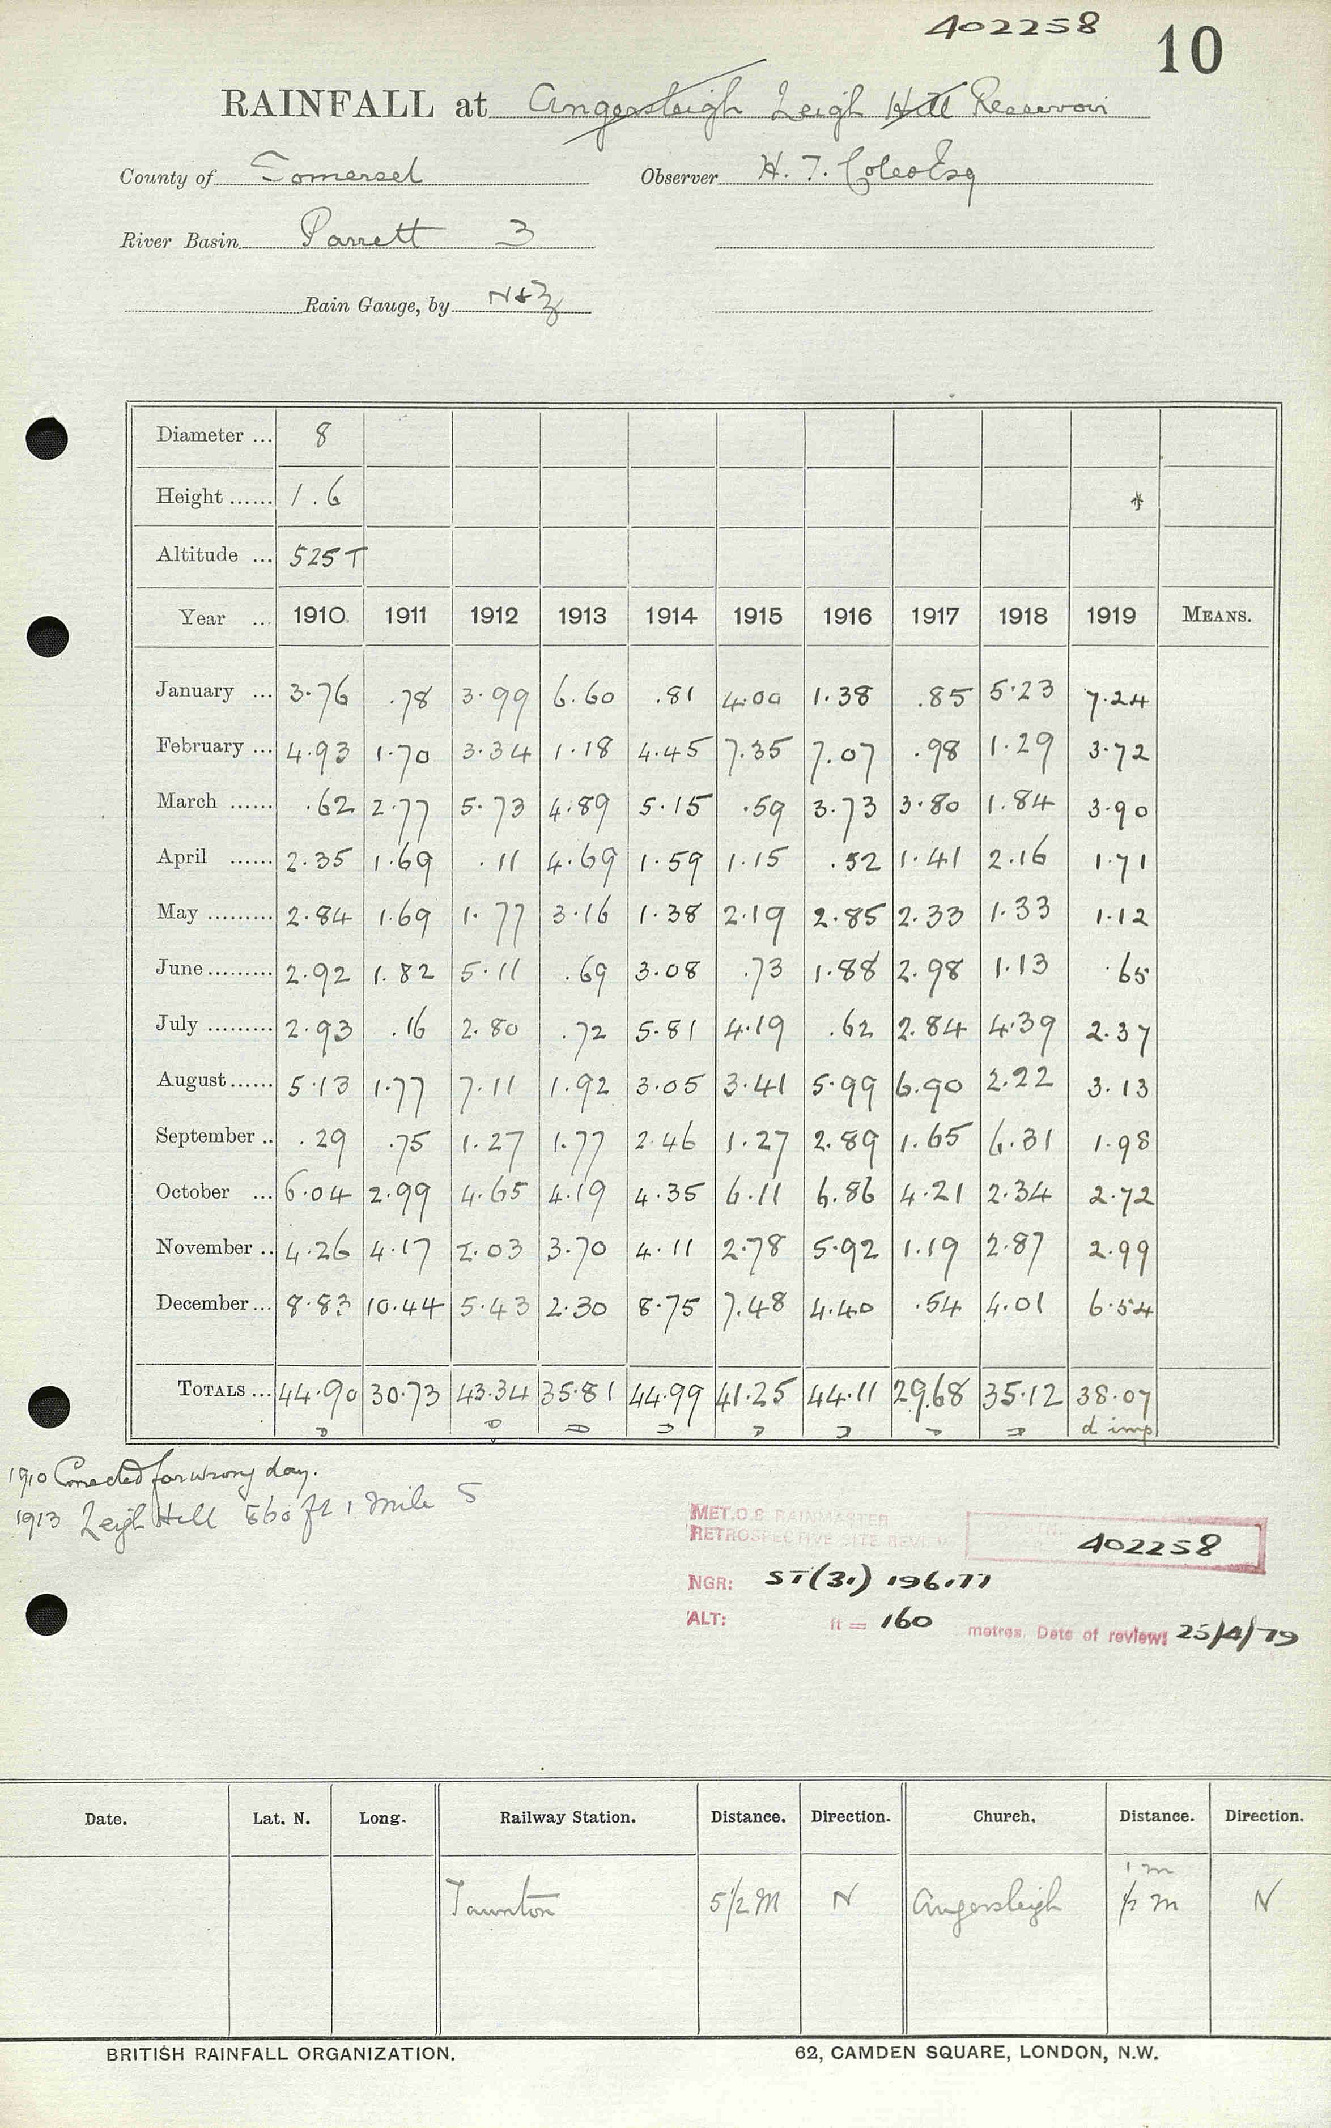 402258 10
RAINFALL at Angersleigh Leigh Hill Reservoir
County of Somerset Observer H. T. Coles Esq
River Basin Parrett 3
Rain Gauge, by N&Z
Diameter ... 8
Height ...... 1.6
Altitude ... 525 T
Year ... 1910 1911 1912 1913 1914 1915 1916 1917 1918 1919 MEANS.
January ... 3.76 .78 3.99 6.60 .81 4.00 1.38 .85 5.23 7.24
February ... 4.93 1.70 3.34 1.18 4.45 7.35 7.07 .98 1.29 3.72
March ...... .62 2.77 5.73 4.89 5.15 .59 3.73 3.80 1.84 3.90
April ...... 2.35 1.69 .11 4.69 1.59 1.15 .52 1.41 2.16 1.71
May ......... 2.84 1.69 1.77 3.16 1.38 2.19 2.85 2.33 1.33 1.12
June ......... 2.92 1.82 5.11 .69 3.08 .73 1.88 2.98 1.13 .65
July ......... 2.93 .16 2.80 .72 5.81 4.19 .62 2.84 4.39 2.37
August ...... 5.13 1.77 7.11 1.92 3.05 3.41 5.99 6.90 2.22 3.13
September .. .29 .75 1.27 1.77 2.46 1.27 2.89 1.65 6.31 1.98
October ... 6.04 2.99 4.65 4.19 4.35 6.11 6.86 4.21 2.34 2.72
November .. 4.26 4.17 2.03 3.70 4.11 2.78 5.92 1.19 2.87 2.99
December ... 8.83 10.44 5.43 2.30 8.75 7.48 4.40 .54 4.01 6.54
TOTALS ... 44.90 30.73 43.34 35.81 44.99 41.25 44.11 29.68 35.12 38.07
D D D D D D D D d imp
1910 Corrected for wrong day.
1913 Leigh Hill 560 ft 1 mile S
MET.O.8 RAINMASTER
RETROSPECTIVE SITE REVIEW 402258
NGR: ST(31) 196.177
ALT: ft = 160 metres. Date of review: 25/4/79
Date. Lat. N. Long. Railway Station. Distance. Direction. Church. Distance. Direction.
1 m
Taunton 5 1/2 M N Angersleigh 1/2 m N
BRITISH RAINFALL ORGANIZATION. 62, CAMDEN SQUARE, LONDON, N.W.